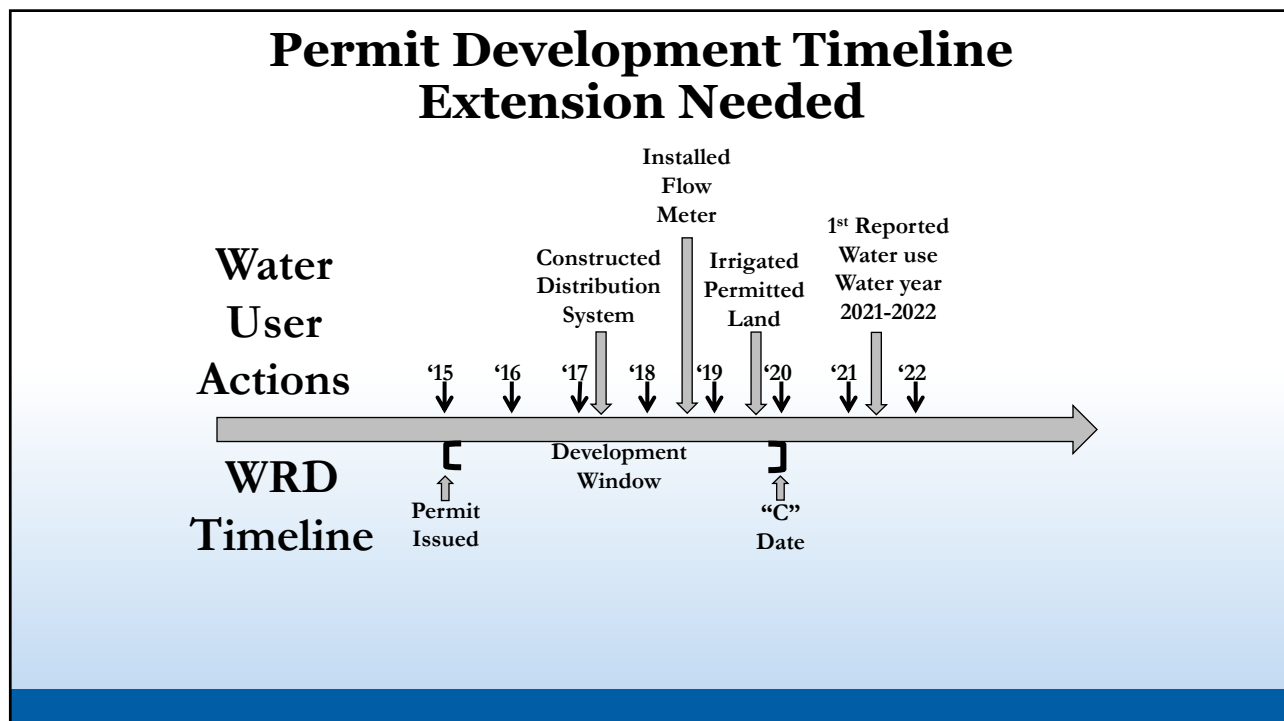 Permit Development Timeline
Extension Needed
Installed
Flow
Meter
1st Reported
Water use
Water year
2021-2022
Constructed
Distribution
System
Irrigated
Permitted
Land
Water
User
Actions
‘15
‘16
‘17
‘18
‘19
‘20
‘21
‘22
WRD
Timeline
Development
Window
Permit
Issued
“C”
Date